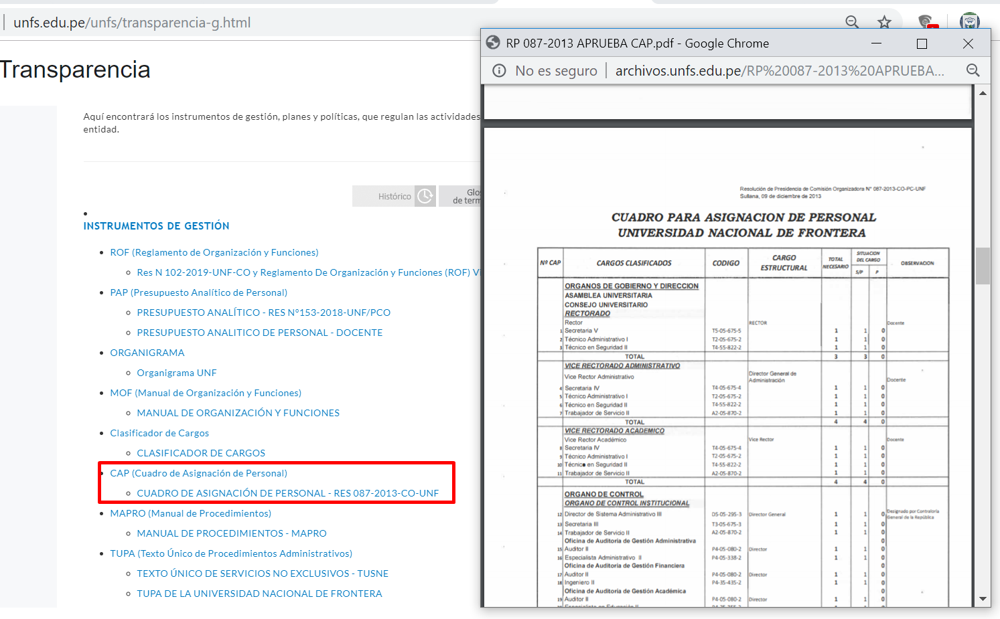 unfs.edu.pe/unfs/transparencia-g.html
Transparencia
Aquí encontrará los instrumentos de gestión, planes y políticas, que regulan las actividades
entidad.
Histórico
Glos
de term
INSTRUMENTOS DE GESTIÓN
ROF (Reglamento de Organización y Funciones)
Res N 102-2019-UNF-CO y Reglamento De Organización y Funciones (ROF) Vi
PAP (Presupuesto Analítico de Personal)
PRESUPUESTO ANALÍTICO - RES N°153-2018-UNF/PCO
PRESUPUESTO ANALITICO DE PERSONAL - DOCENTE
ORGANIGRAMA
Organigrama UNF
MOF (Manual de Organización y Funciones)
MANUAL DE ORGANIZACIÓN Y FUNCIONES
Clasificador de Cargos
CLASIFICADOR DE CARGOS
CAP (Cuadro de Asignación de Personal)
CUADRO DE ASIGNACIÓN DE PERSONAL - RES 087-2013-CO-UNF
MAPRO (Manual de Procedimientos)
MANUAL DE PROCEDIMIENTOS - MAPRO
TUPA (Texto Único de Procedimientos Administrativos)
TEXTO ÚNICO DE SERVICIOS NO EXCLUSIVOS - TUSNE
TUPA DE LA UNIVERSIDAD NACIONAL DE FRONTERA
RP 087-2013 APRUEBA CAP.pdf - Google Chrome
No es seguro | archivos.unfs.edu.pe/RP%20087-2013%20APRUEBA...
Resolución de Presidencia de Comisión Organizadora N° 087-2013-CO-PC-UNF
Sullana, 09 de diciembre de 2013
CUADRO PARA ASIGNACION DE PERSONAL
UNIVERSIDAD NACIONAL DE FRONTERA
Nº CAP CARGOS CLASIFICADOS CODIGO CARGO ESTRUCTURAL TOTAL NECESARIO SITUACION DEL CARGO S/P P OBSERVACION
ORGANOS DE GOBIERNO Y DIRECCION
ASAMBLEA UNIVERSITARIA
CONSEJO UNIVERSITARIO
RECTORADO
Rector RECTOR Docente
1 Secretaria V T5-05-675-5 1 1 0
2 Técnico Administrativo I T2-05-675-2 1 1 0
3 Técnico en Seguridad II T4-55-822-2 1 1 0
TOTAL 3 3 0
VICE RECTORADO ADMINISTRATIVO
Vice Rector Administrativo Director General de Administración Docente
4 Secretaria IV T4-05-675-4 1 1 0
5 Técnico Administrativo I T2-05-675-2 1 1 0
6 Técnico en Seguridad II T4-55-822-2 1 1 0
7 Trabajador de Servicio II A2-05-870-2 1 1 0
TOTAL 4 4 0
VICE RECTORADO ACADEMICO
Vice Rector Académico Vice Rector Docente
8 Secretaria IV T4-05-675-4 1 1 0
9 Técnico Administrativo I T2-05-675-2 1 1 0
10 Técnico en Seguridad II T4-55-822-2 1 1 0
11 Trabajador de Servicio II A2-05-870-2 1 1 0
TOTAL 4 4 0
ORGANO DE CONTROL
ORGANO DE CONTROL INSTITUCIONAL
12 Director de Sistema Administrativo III D5-05-295-3 Director General 1 1 0 Designado por Contraloría General de la República
13 Secretaria III T3-05-675-3 1 1 0
14 Trabajador de Servicio II A2-05-870-2 1 1 0
Oficina de Auditoría de Gestión Administrativa 0
15 Auditor II P4-05-080-2 Director 1 1 0
16 Especialista Administrativo II P4-05-338-2 1 1 0
Oficina de Auditoría de Gestión Financiera 0
17 Auditor II P4-05-080-2 Director 1 1 0
18 Ingeniero II P4-35-435-2 1 1 0
Oficina de Auditoría de Gestión Académica 0
19 Auditor II P4-05-080-2 Director 1 1 0